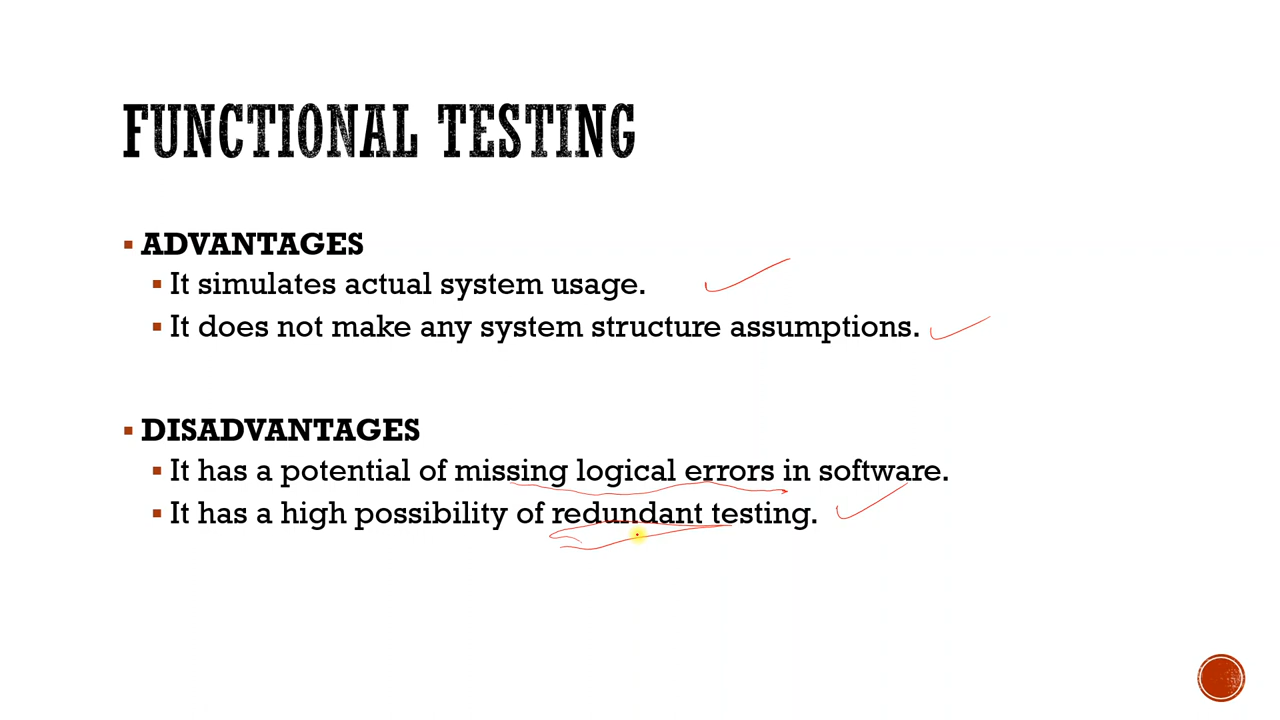 FUNCTIONAL TESTING
ADVANTAGES
It simulates actual system usage.
It does not make any system structure assumptions.
DISADVANTAGES
It has a potential of missing logical errors in software.
It has a high possibility of redundant testing.